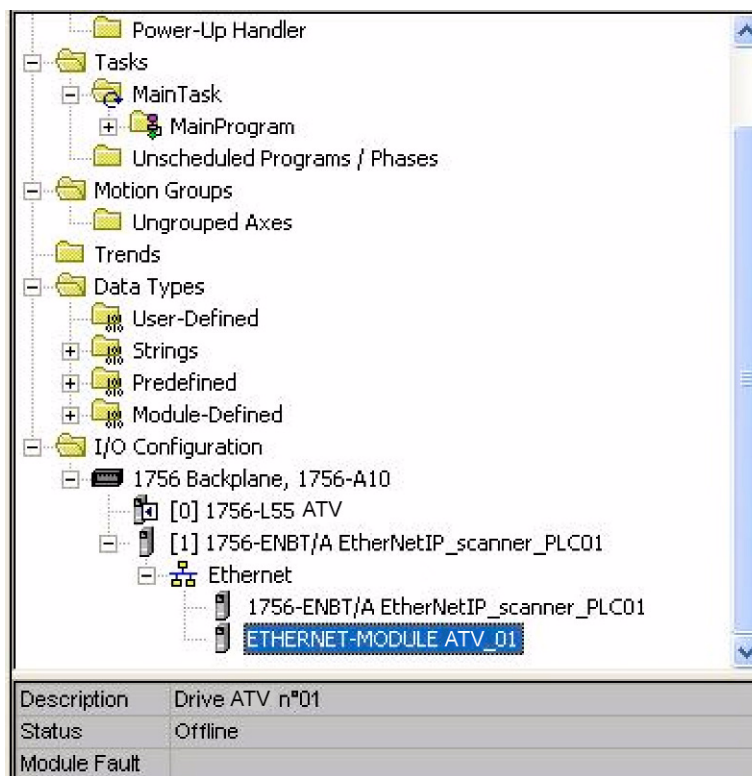 Power-Up Handler
Tasks
MainTask
MainProgram
Unscheduled Programs / Phases
Motion Groups
Ungrouped Axes
Trends
Data Types
User-Defined
Strings
Predefined
Module-Defined
I/O Configuration
1756 Backplane, 1756-A10
[0] 1756-L55 ATV
[1] 1756-ENBT/A EtherNetIP_scanner_PLC01
Ethernet
1756-ENBT/A EtherNetIP_scanner_PLC01
ETHERNET-MODULE ATV_01
Description Drive ATV n°01
Status Offline
Module Fault